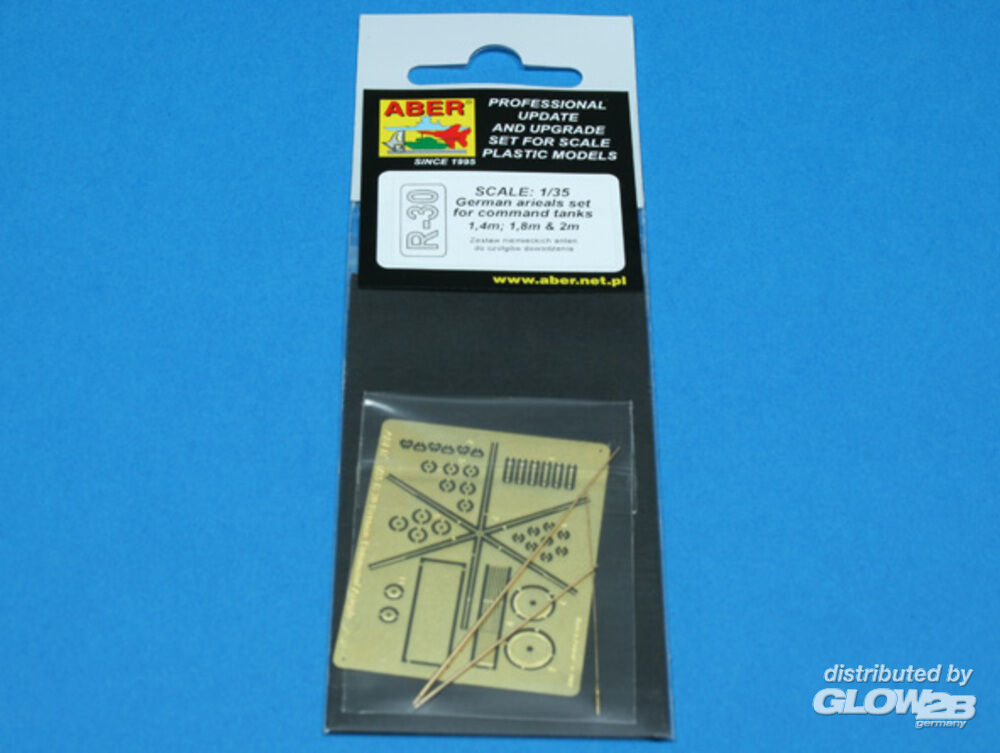 ABER®
SINCE 1995
PROFESSIONAL
UPDATE
AND UPGRADE
SET FOR SCALE
PLASTIC MODELS
R-30
SCALE: 1/35
German arieals set
for command tanks
1,4m; 1,8m & 2m
Zestaw niemieckich anten
do czołgów dowodzenia
www.aber.net.pl
distributed by
GLOW2B
germany